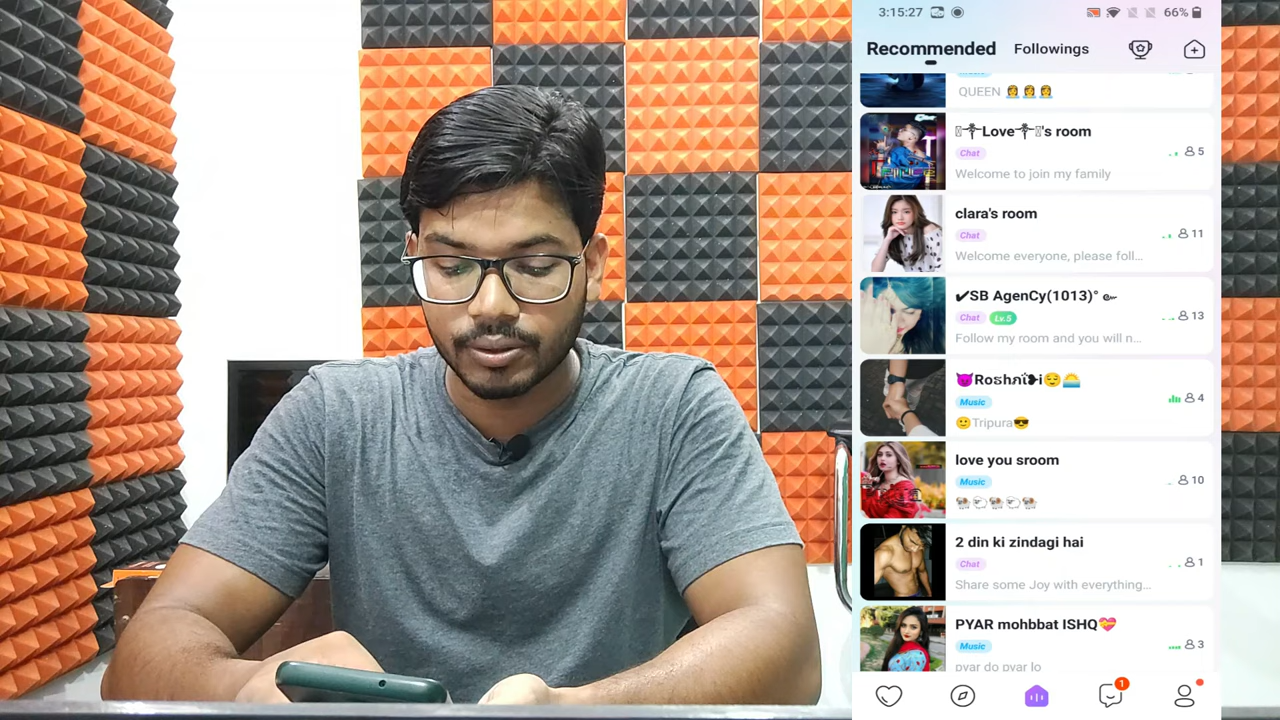 3:15:27
66%
Recommended Followings
QUEEN 👸👸👸
Love's room
Chat
5
Welcome to join my family
clara's room
Chat
11
Welcome everyone, please foll...
✔SB AgenCy(1013)°
Chat Lv.5
13
Follow my room and you will n...
Music
4
🙂Tripura😎
love you sroom
Music
10
🐏🐑🐏🐑🐏
2 din ki zindagi hai
Chat
1
Share some Joy with everything...
PYAR mohbbat ISHQ💝
Music
3
pyar do pyar lo
1